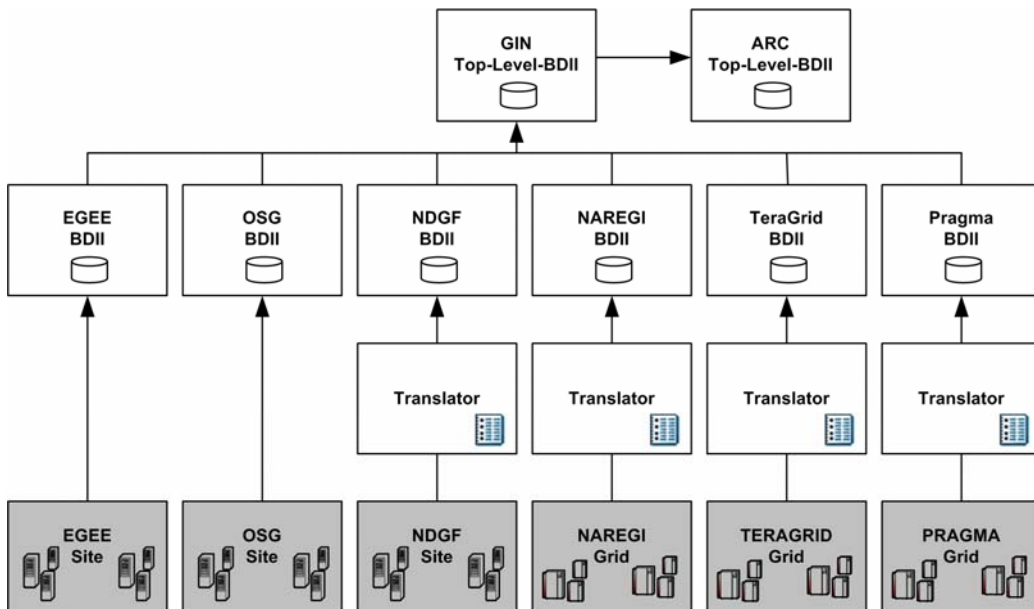 GIN
Top-Level-BDII
ARC
Top-Level-BDII
EGEE
BDII
OSG
BDII
NDGF
BDII
NAREGI
BDII
TeraGrid
BDII
Pragma
BDII
Translator
Translator
Translator
Translator
EGEE
Site
OSG
Site
NDGF
Site
NAREGI
Grid
TERAGRID
Grid
PRAGMA
Grid